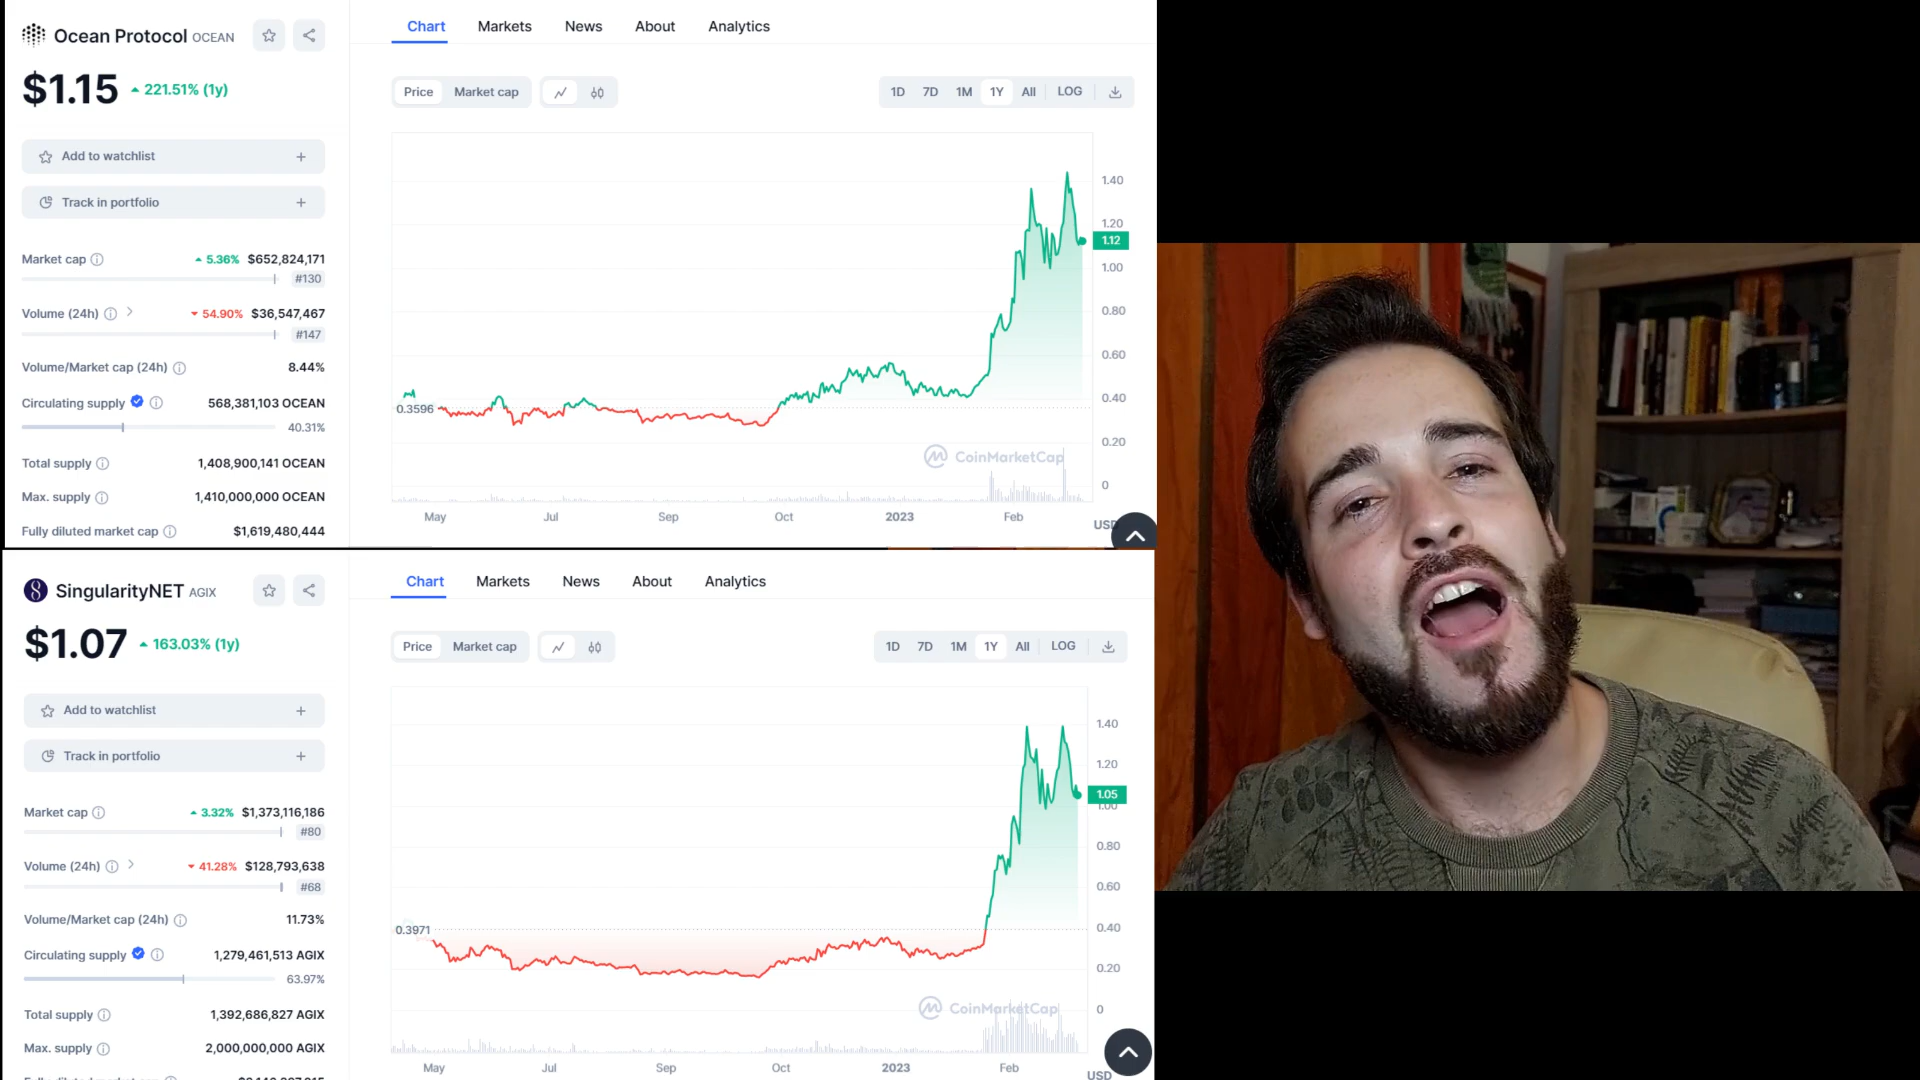 Ocean Protocol OCEAN
$1.15 221.51% (1y)
Add to watchlist +
Track in portfolio +
Market cap 5.36% $652,824,171
#130
Volume (24h) 54.90% $36,547,467
#147
Volume/Market cap (24h) 8.44%
Circulating supply 568,381,103 OCEAN
40.31%
Total supply 1,408,900,141 OCEAN
Max. supply 1,410,000,000 OCEAN
Fully diluted market cap $1,619,480,444
Chart Markets News About Analytics
Price Market cap 1D 7D 1M 1Y All LOG
1.40
1.20
1.12
1.00
0.80
0.60
0.40
0.3596
0.20
CoinMarketCap
0
May Jul Sep Oct 2023 Feb
USD
SingularityNET AGIX
$1.07 163.03% (1y)
Add to watchlist +
Track in portfolio +
Market cap 3.32% $1,373,116,186
#80
Volume (24h) 41.28% $128,793,638
#68
Volume/Market cap (24h) 11.73%
Circulating supply 1,279,461,513 AGIX
63.97%
Total supply 1,392,686,827 AGIX
Max. supply 2,000,000,000 AGIX
Chart Markets News About Analytics
Price Market cap 1D 7D 1M 1Y All LOG
1.40
1.20
1.05
1.00
0.80
0.60
0.40
0.3971
0.20
CoinMarketCap
0
May Jul Sep Oct 2023 Feb
USD